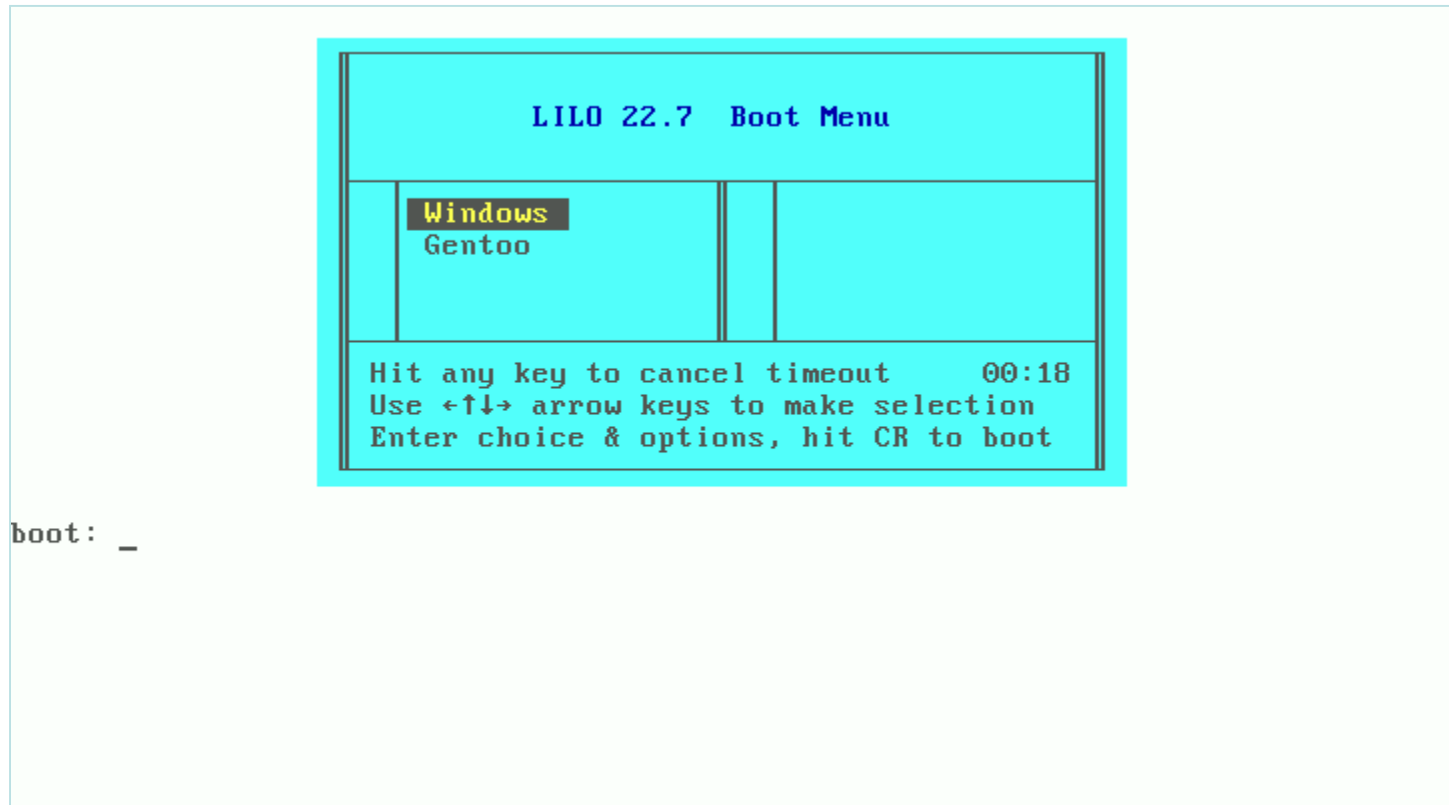 LILO 22.7  Boot Menu
Windows
Gentoo
Hit any key to cancel timeout     00:18
Use ←↑↓→ arrow keys to make selection
Enter choice & options, hit CR to boot
boot: _